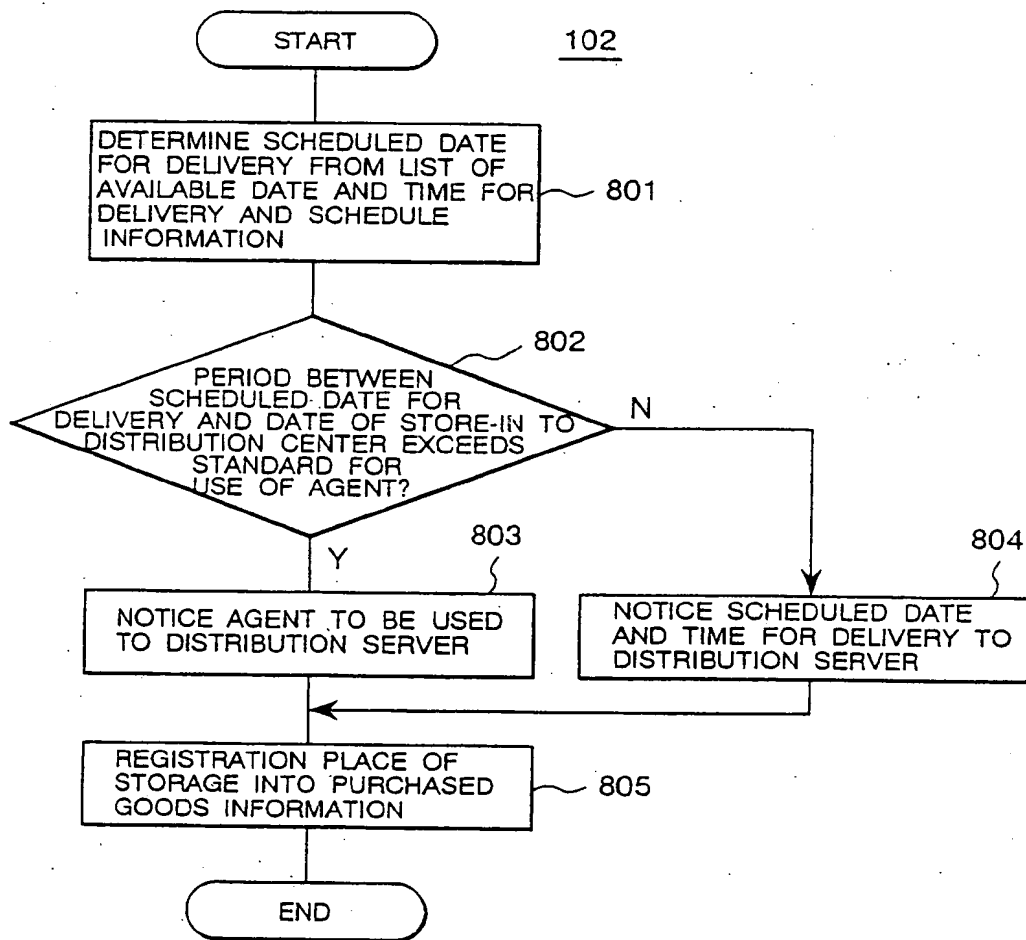 START
102
DETERMINE SCHEDULED DATE
FOR DELIVERY FROM LIST OF
AVAILABLE DATE AND TIME FOR
DELIVERY AND SCHEDULE
INFORMATION
801
802
PERIOD BETWEEN
SCHEDULED DATE FOR
DELIVERY AND DATE OF STORE-IN TO
DISTRIBUTION CENTER EXCEEDS
STANDARD FOR
USE OF AGENT?
N
Y
803
NOTICE AGENT TO BE USED
TO DISTRIBUTION SERVER
804
NOTICE SCHEDULED DATE
AND TIME FOR DELIVERY TO
DISTRIBUTION SERVER
REGISTRATION PLACE OF
STORAGE INTO PURCHASED
GOODS INFORMATION
805
END